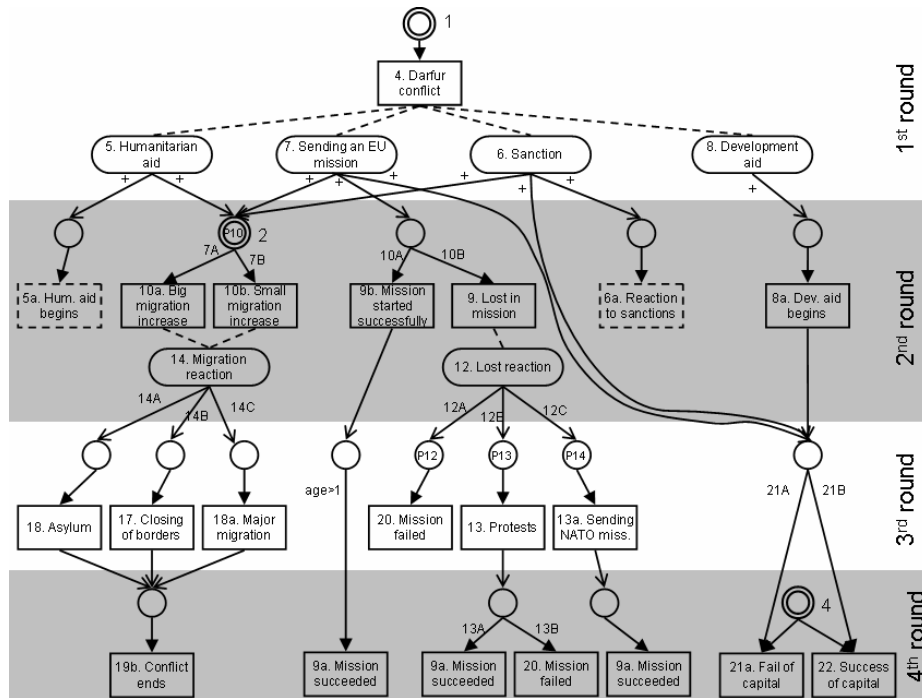 1
4. Darfur
conflict
1st round
5. Humanitarian
aid
7. Sending an EU
mission
6. Sanction
8. Development
aid
+ + + + + + + +
P10 2
7A 7B 10A 10B
5a. Hum. aid
begins
10a. Big
migration
increase
10b. Small
migration
increase
9b. Mission
started
successfully
9. Lost in
mission
6a. Reaction
to sanctions
8a. Dev. aid
begins
2nd round
14. Migration
reaction
12. Lost reaction
14A 14B 14C 12A 12B 12C
P12 P13 P14
age>1 21A 21B
18. Asylum
17. Closing
of borders
18a. Major
migration
20. Mission
failed
13. Protests
13a. Sending
NATO miss.
3rd round
4
13A 13B
19b. Conflict
ends
9a. Mission
succeeded
9a. Mission
succeeded
20. Mission
failed
9a. Mission
succeeded
21a. Fail of
capital
22. Success
of capital
4th round